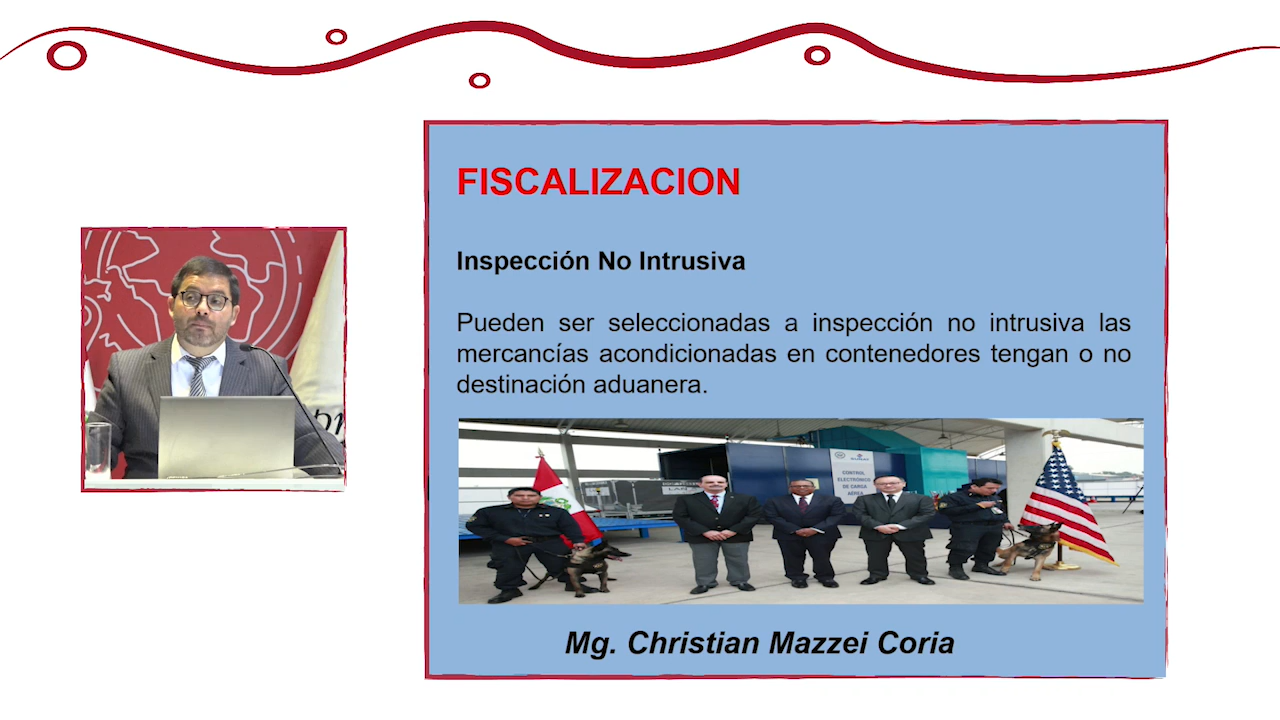 FISCALIZACION
Inspección No Intrusiva
Pueden ser seleccionadas a inspección no intrusiva las
mercancías acondicionadas en contenedores tengan o no
destinación aduanera.
CONTROL
ELECTRÓNICO
DE CARGA
AÉREA
Mg. Christian Mazzei Coria